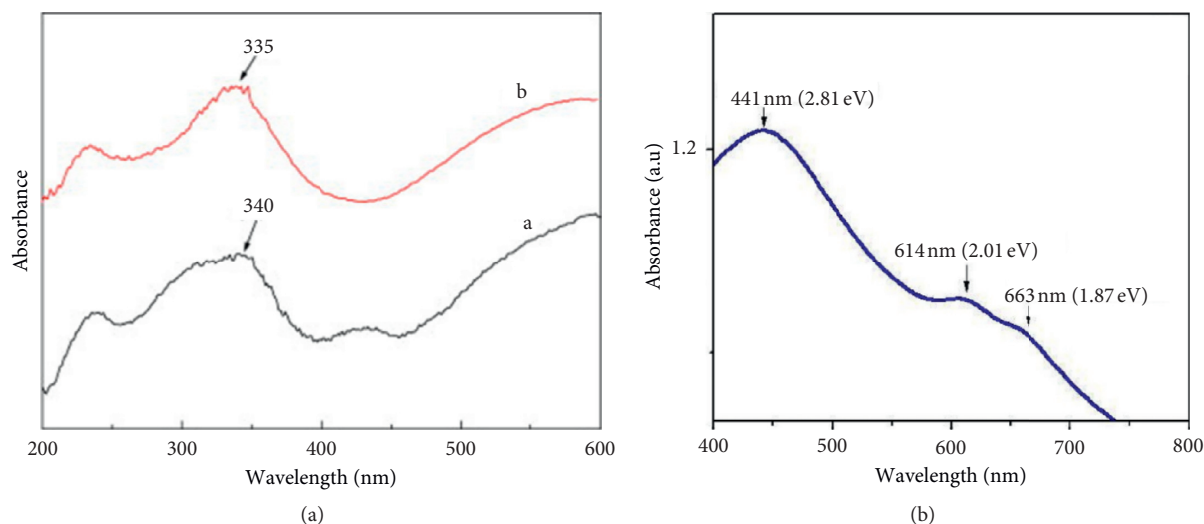 335
b
340
a
Absorbance
200
300
400
500
600
Wavelength (nm)
(a)
441 nm (2.81 eV)
1.2
614 nm (2.01 eV)
663 nm (1.87 eV)
Absorbance (a.u)
400
500
600
700
800
Wavelength (nm)
(b)